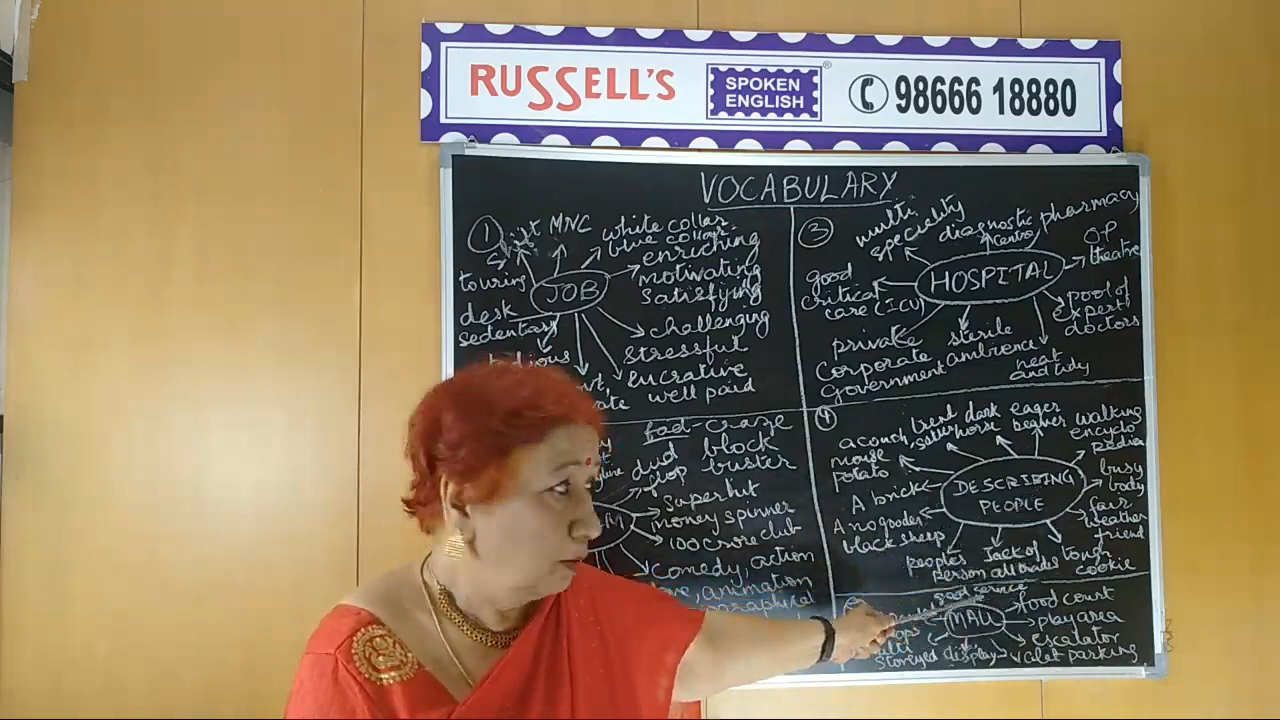 RUSSELL'S
SPOKEN
ENGLISH
®
98666 18880
VOCABULARY
1
MNC
white collar
blue collar
enriching
motivating
satisfying
touring
JOB
desk
sedentary
challenging
stressful
lucrative
well paid
3
multi
speciality
diagnostic
centre
pharmacy
O.P
theatre
HOSPITAL
good
critical
care (ICU)
pool of
expert
doctors
private
corporate
Government
sterile
ambience
neat
and tidy
fad-craze
dud
flop
block
buster
Superhit
money spinner
100 crore club
comedy, action
animation
4
a couch
mouse
potato
trend
setter
dark
horse
eager
beaver
walking
encyclo
pedia
DESCRIBING
PEOPLE
busy
body
A brick
fair
weather
friend
A no gooder
black sheep
people's
person
Jack of
all trades
tough
cookie
good service
MALL
food court
play area
escalator
storeyed
display
valet parking